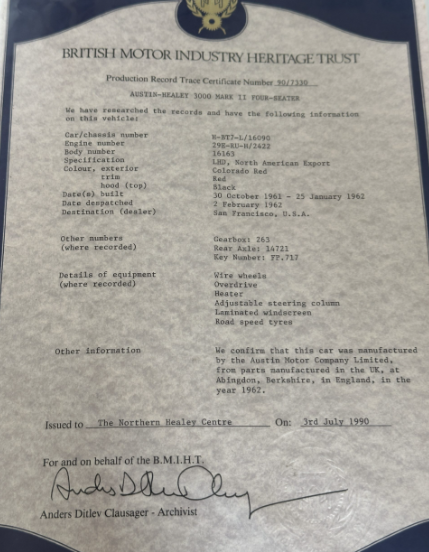 BRITISH MOTOR INDUSTRY HERITAGE TRUST
Production Record Trace Certificate Number 90/7330
AUSTIN-HEALEY 3000 MARK II FOUR-SEATER
We have researched the records and have the following information
on this vehicle:
Car/chassis number H-BT7-L/16090
Engine number 29E-RU-H/2422
Body number 16163
Specification LHD, North American Export
Colour, exterior Colorado Red
trim Red
hood (top) Black
Date(s) built 30 October 1961 - 25 January 1962
Date despatched 2 February 1962
Destination (dealer) San Francisco, U.S.A.
Other numbers Gearbox: 263
(where recorded) Rear Axle: 14721
Key Number: FP.717
Details of equipment Wire wheels
(where recorded) Overdrive
Heater
Adjustable steering column
Laminated windscreen
Road speed tyres
Other information We confirm that this car was manufactured
by the Austin Motor Company Limited,
from parts manufactured in the UK, at
Abingdon, Berkshire, in England, in the
year 1962.
Issued to The Northern Healey Centre On: 3rd July 1990
For and on behalf of the B.M.I.H.T.
Anders Ditlev Clausager - Archivist